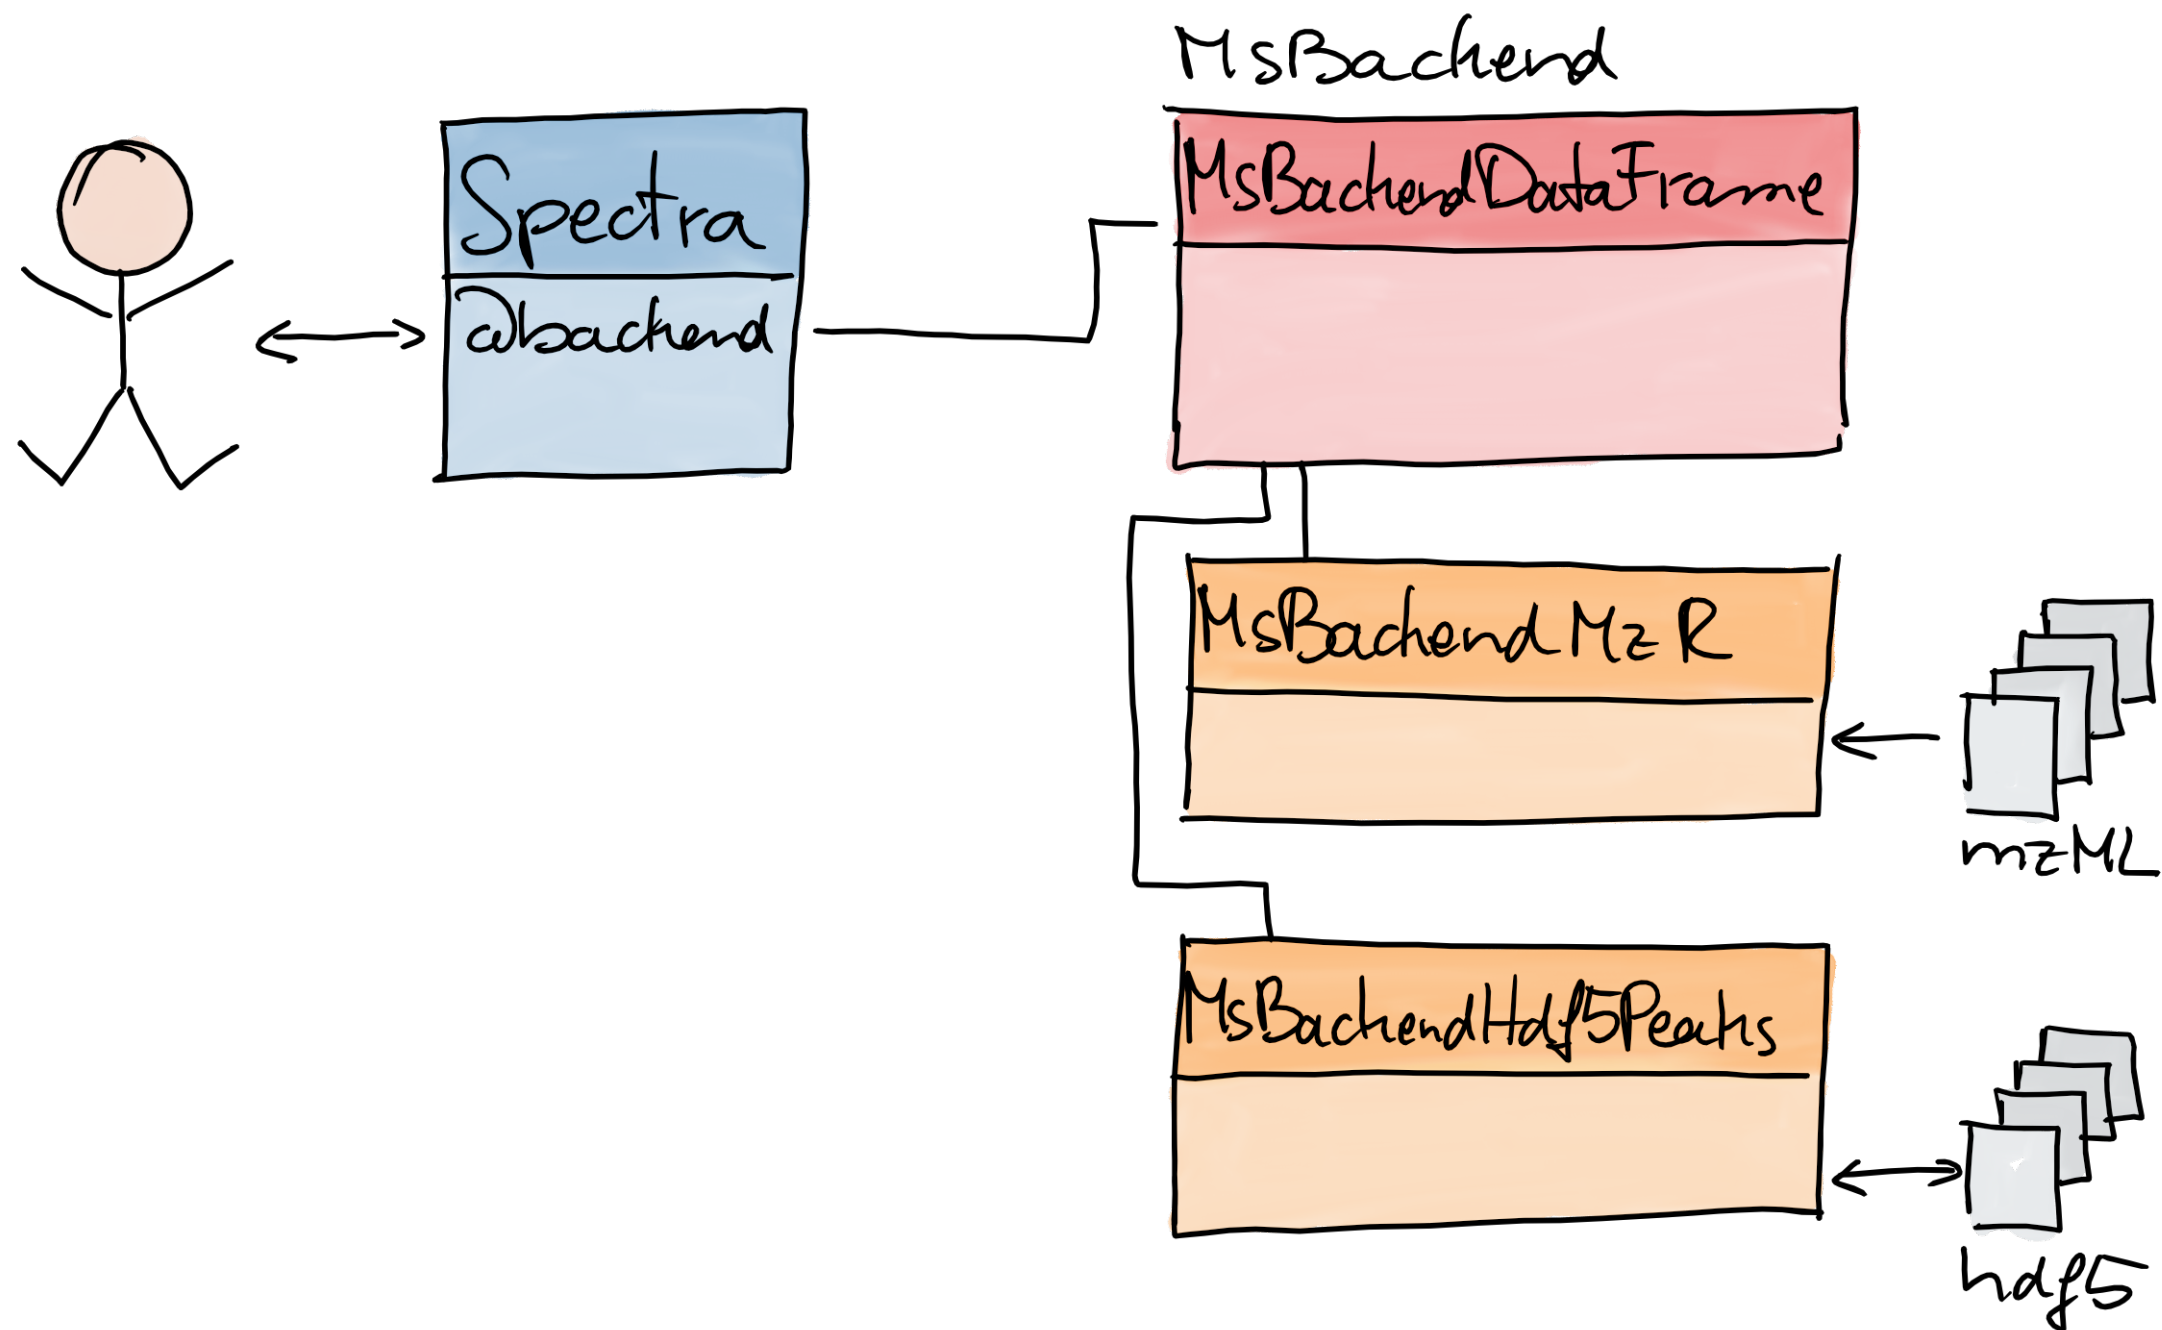 MsBackend
Spectra
@backend
MsBackendDataFrame
MsBackendMzR
mzML
MsBackendHdf5Peaks
hdf5